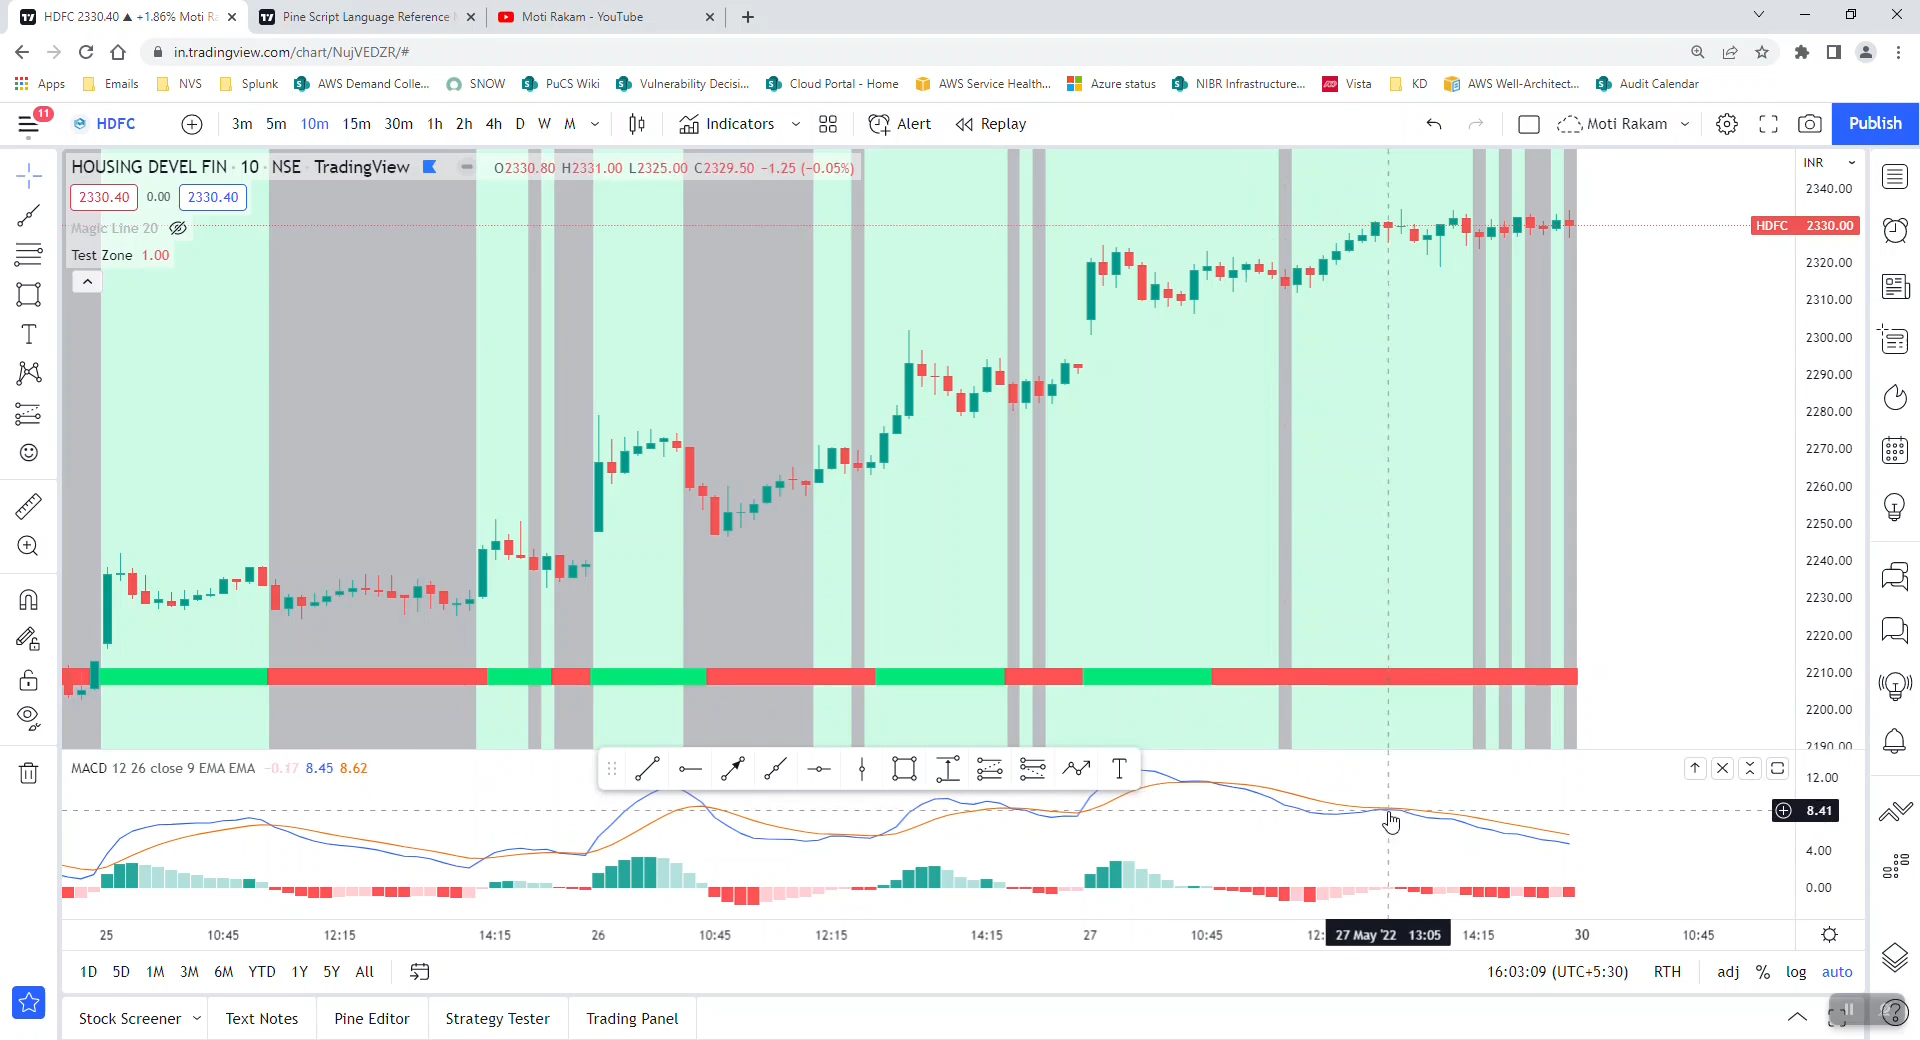 HDFC 2330.40 ▲ +1.86% Moti Ra
Pine Script Language Reference
Moti Rakam - YouTube
in.tradingview.com/chart/NujVEDZR/#
Apps
Emails
NVS
Splunk
AWS Demand Colle...
SNOW
PuCS Wiki
Vulnerability Decisi...
Cloud Portal - Home
AWS Service Health...
Azure status
NIBR Infrastructure...
Vista
KD
AWS Well-Architect...
Audit Calendar
11
HDFC
3m 5m 10m 15m 30m 1h 2h 4h D W M
Indicators
Alert
Replay
Moti Rakam
Publish
HOUSING DEVEL FIN · 10 · NSE · TradingView
O2330.80 H2331.00 L2325.00 C2329.50 −1.25 (−0.05%)
INR
2340.00
2330.40 0.00 2330.40
Magic Line 20
HDFC 2330.00
Test Zone 1.00
2320.00
2310.00
2300.00
2290.00
2280.00
2270.00
2260.00
2250.00
2240.00
2230.00
2220.00
2210.00
2200.00
2190.00
MACD 12 26 close 9 EMA EMA −0.17 8.45 8.62
T
12.00
8.41
4.00
0.00
25 10:45 12:15 14:15 26 10:45 12:15 14:15 27 10:45 12: 27 May '22 13:05 14:15 30 10:45
1D 5D 1M 3M 6M YTD 1Y 5Y All
16:03:09 (UTC+5:30) RTH adj % log auto
Stock Screener
Text Notes
Pine Editor
Strategy Tester
Trading Panel